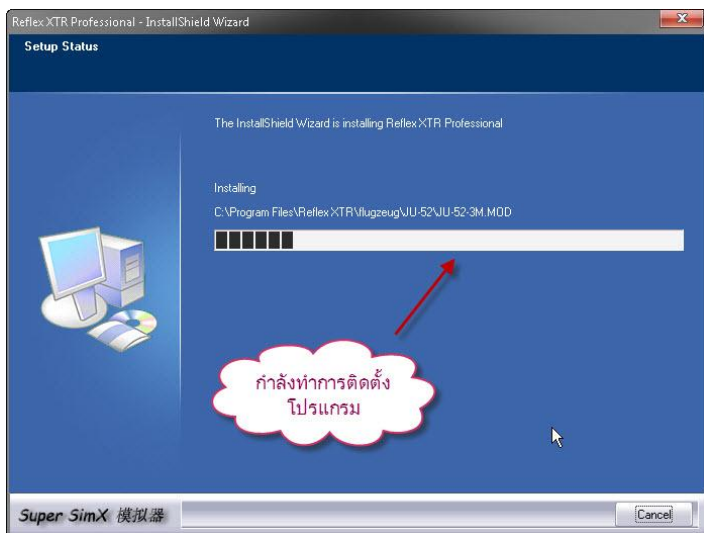 Reflex XTR Professional - InstallShield Wizard
Setup Status
The InstallShield Wizard is installing Reflex XTR Professional
Installing
C:\Program Files\Reflex XTR\flugzeug\JU-52\JU-52-3M.MOD
กำลังทำการติดตั้ง
โปรแกรม
Super SimX 模拟器
Cancel